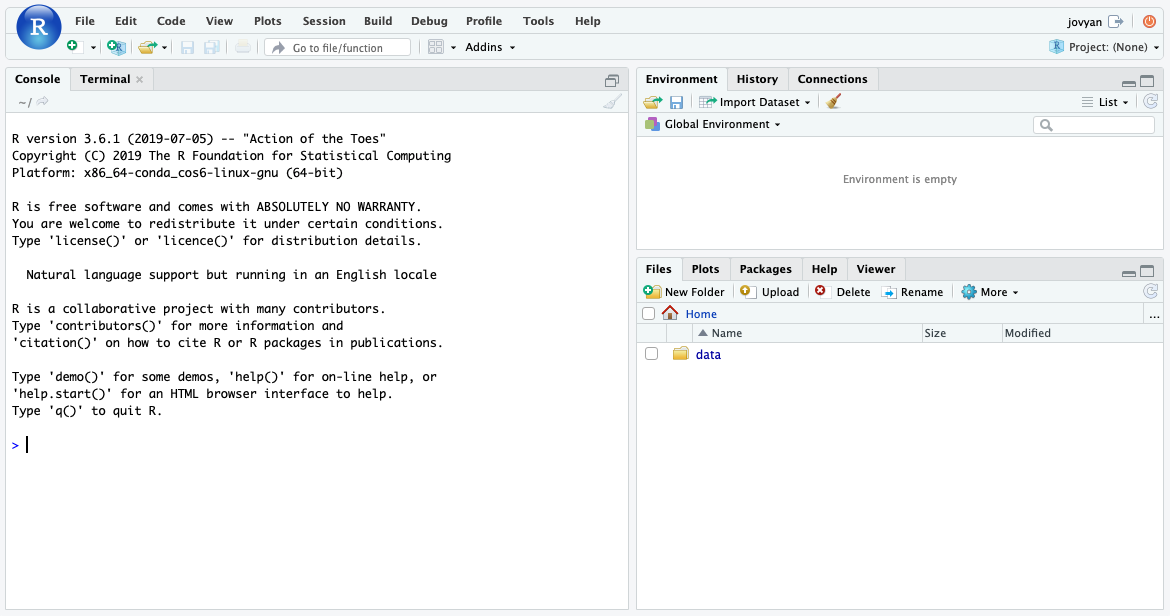 R File Edit Code View Plots Session Build Debug Profile Tools Help jovyan
Go to file/function Addins R Project: (None)
Console Terminal
~/
R version 3.6.1 (2019-07-05) -- "Action of the Toes"
Copyright (C) 2019 The R Foundation for Statistical Computing
Platform: x86_64-conda_cos6-linux-gnu (64-bit)
R is free software and comes with ABSOLUTELY NO WARRANTY.
You are welcome to redistribute it under certain conditions.
Type 'license()' or 'licence()' for distribution details.
Natural language support but running in an English locale
R is a collaborative project with many contributors.
Type 'contributors()' for more information and
'citation()' on how to cite R or R packages in publications.
Type 'demo()' for some demos, 'help()' for on-line help, or
'help.start()' for an HTML browser interface to help.
Type 'q()' to quit R.
>
Environment History Connections
Import Dataset List
Global Environment
Environment is empty
Files Plots Packages Help Viewer
New Folder Upload Delete Rename More
Home ...
Name Size Modified
data